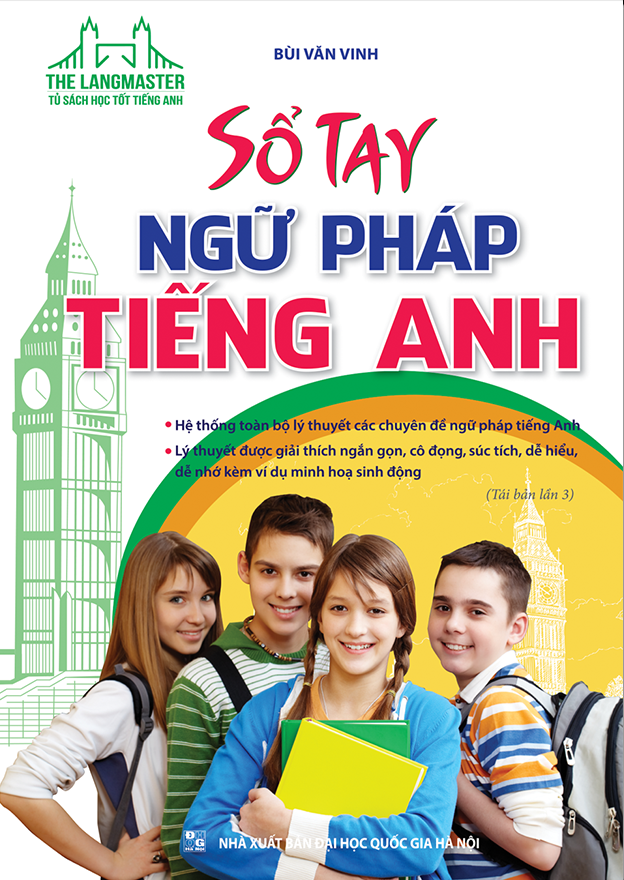 THE LANGMASTER
TỦ SÁCH HỌC TỐT TIẾNG ANH
BÙI VĂN VINH
SỔ TAY
NGỮ PHÁP
TIẾNG ANH
• Hệ thống toàn bộ lý thuyết các chuyên đề ngữ pháp tiếng Anh
• Lý thuyết được giải thích ngắn gọn, cô đọng, súc tích, dễ hiểu,
dễ nhớ kèm ví dụ minh hoạ sinh động
(Tái bản lần 3)
ĐHQG
HÀ NỘI
NHÀ XUẤT BẢN ĐẠI HỌC QUỐC GIA HÀ NỘI